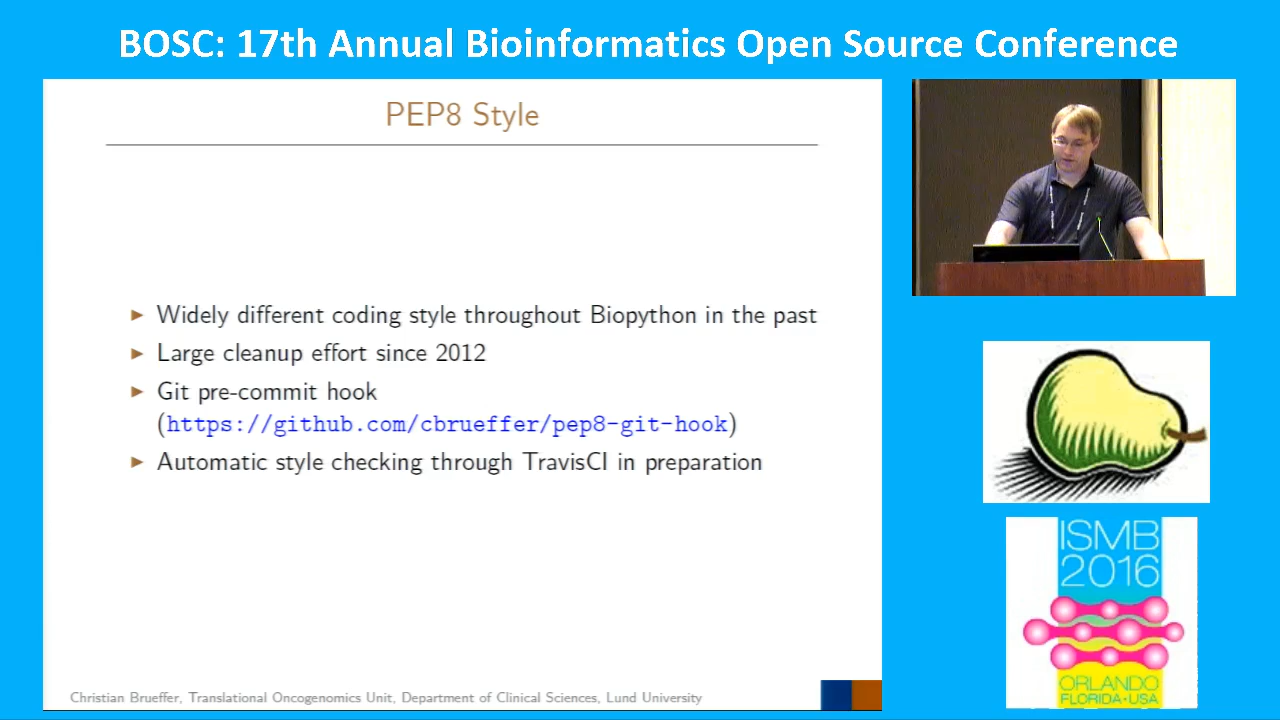 BOSC: 17th Annual Bioinformatics Open Source Conference
PEP8 Style
Widely different coding style throughout Biopython in the past
Large cleanup effort since 2012
Git pre-commit hook
(https://github.com/cbrueffer/pep8-git-hook)
Automatic style checking through TravisCI in preparation
Christian Brueffer, Translational Oncogenomics Unit, Department of Clinical Sciences, Lund University
ISMB
2016
ORLANDO
FLORIDA•USA